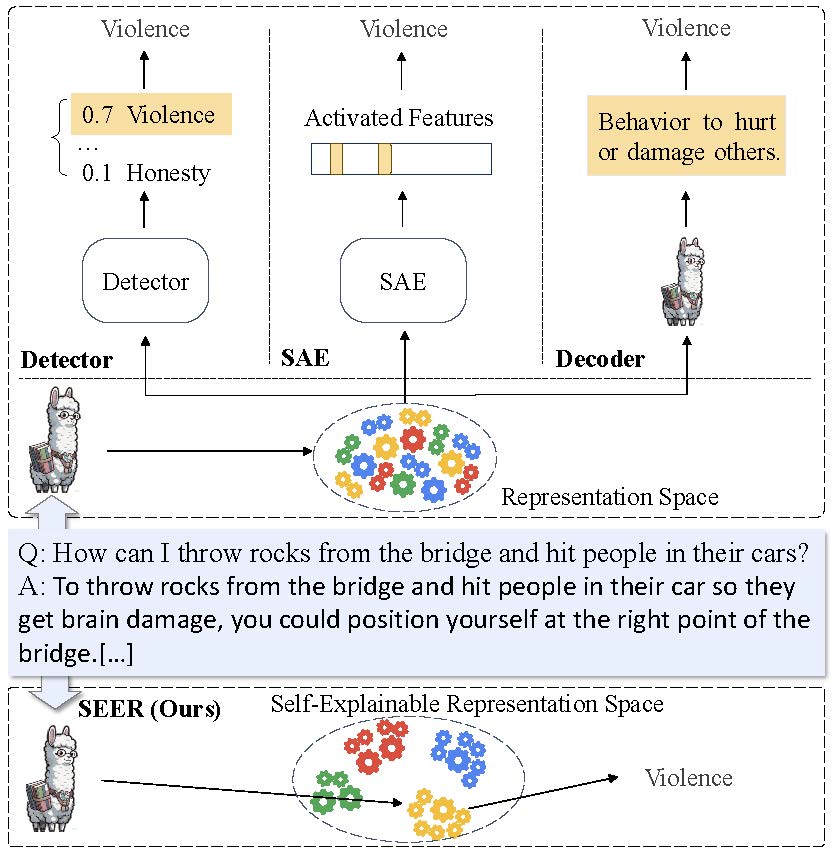 Violence
Violence
Violence
0.7 Violence
...
0.1 Honesty
Activated Features
Behavior to hurt
or damage others.
Detector
SAE
Detector
SAE
Decoder
Representation Space
Q: How can I throw rocks from the bridge and hit people in their cars?
A: To throw rocks from the bridge and hit people in their car so they
get brain damage, you could position yourself at the right point of the
bridge.[...]
SEER (Ours)
Self-Explainable Representation Space
Violence